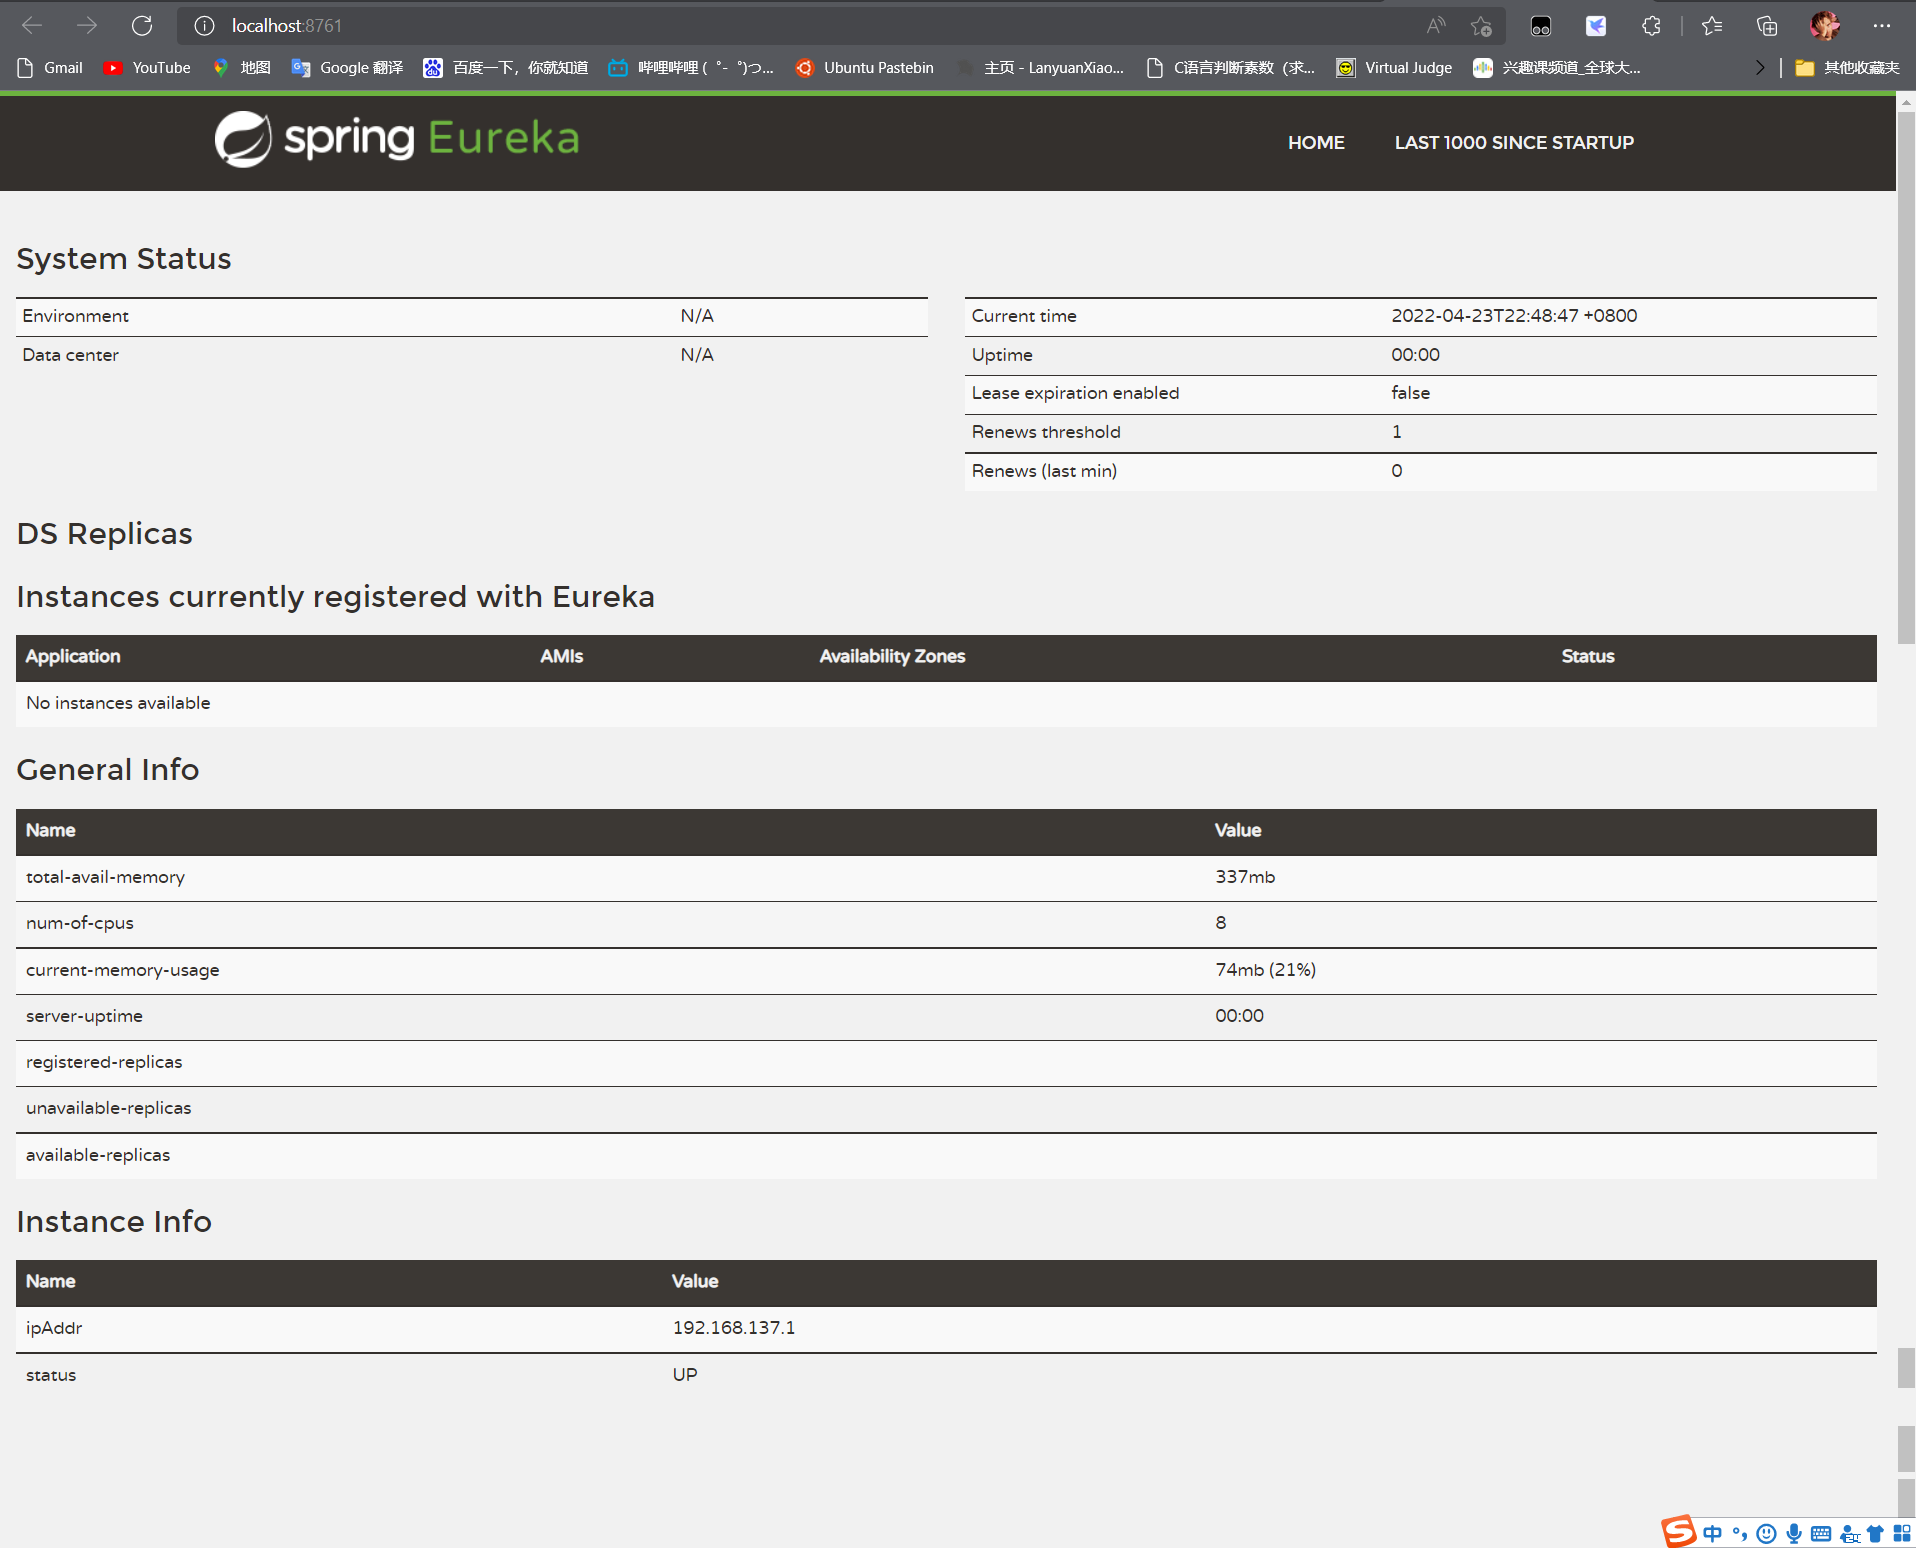 localhost:8761
Gmail YouTube 地图 Google 翻译 百度一下，你就知道 哔哩哔哩 (゜-゜)つ... Ubuntu Pastebin 主页 - LanyuanXiao... C语言判断素数（求... Virtual Judge 兴趣课频道_全球大... 其他收藏夹
spring Eureka HOME LAST 1000 SINCE STARTUP
System Status
Environment N/A
Data center N/A
Current time 2022-04-23T22:48:47 +0800
Uptime 00:00
Lease expiration enabled false
Renews threshold 1
Renews (last min) 0
DS Replicas
Instances currently registered with Eureka
Application AMIs Availability Zones Status
No instances available
General Info
Name Value
total-avail-memory 337mb
num-of-cpus 8
current-memory-usage 74mb (21%)
server-uptime 00:00
registered-replicas
unavailable-replicas
available-replicas
Instance Info
Name Value
ipAddr 192.168.137.1
status UP
中